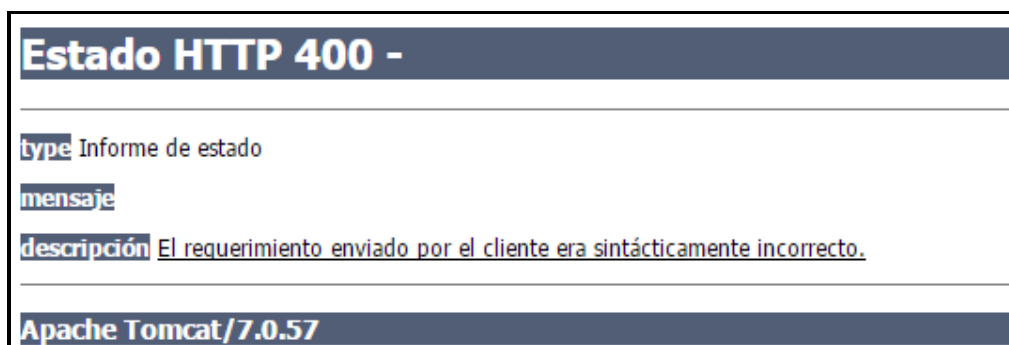 Estado HTTP 400 -
type Informe de estado
mensaje
descripción El requerimiento enviado por el cliente era sintácticamente incorrecto.
Apache Tomcat/7.0.57